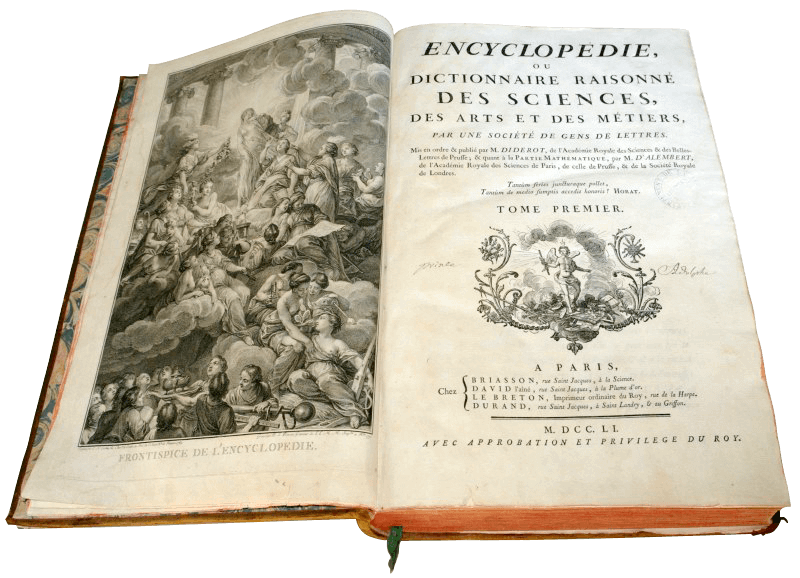 FRONTISPICE DE L'ENCYCLOPEDIE.
ENCYCLOPEDIE,
OU
DICTIONNAIRE RAISONNÉ
DES SCIENCES,
DES ARTS ET DES MÉTIERS,
PAR UNE SOCIÉTÉ DE GENS DE LETTRES.
Mis en ordre & publié par M. DIDEROT, de l'Académie Royale des Sciences & des Belles-
Lettres de Prusse; & quant à la PARTIE MATHÉMATIQUE, par M. D'ALEMBERT,
de l'Académie Royale des Sciences de Paris, de celle de Prusse, & de la Société Royale
de Londres.
Tantùm series juncturaque pollet,
Tantùm de medio sumptis accedit honoris! HORAT.
TOME PREMIER.
A PARIS,
Chez
BRIASSON, rue Saint Jacques, à la Science.
DAVID l'aîné, rue Saint Jacques, à la Plume d'or.
LE BRETON, Imprimeur ordinaire du Roy, rue de la Harpe.
DURAND, rue Saint Jacques, à Saint Landry, & au Griffon.
M. DCC. LI.
AVEC APPROBATION ET PRIVILEGE DU ROY.